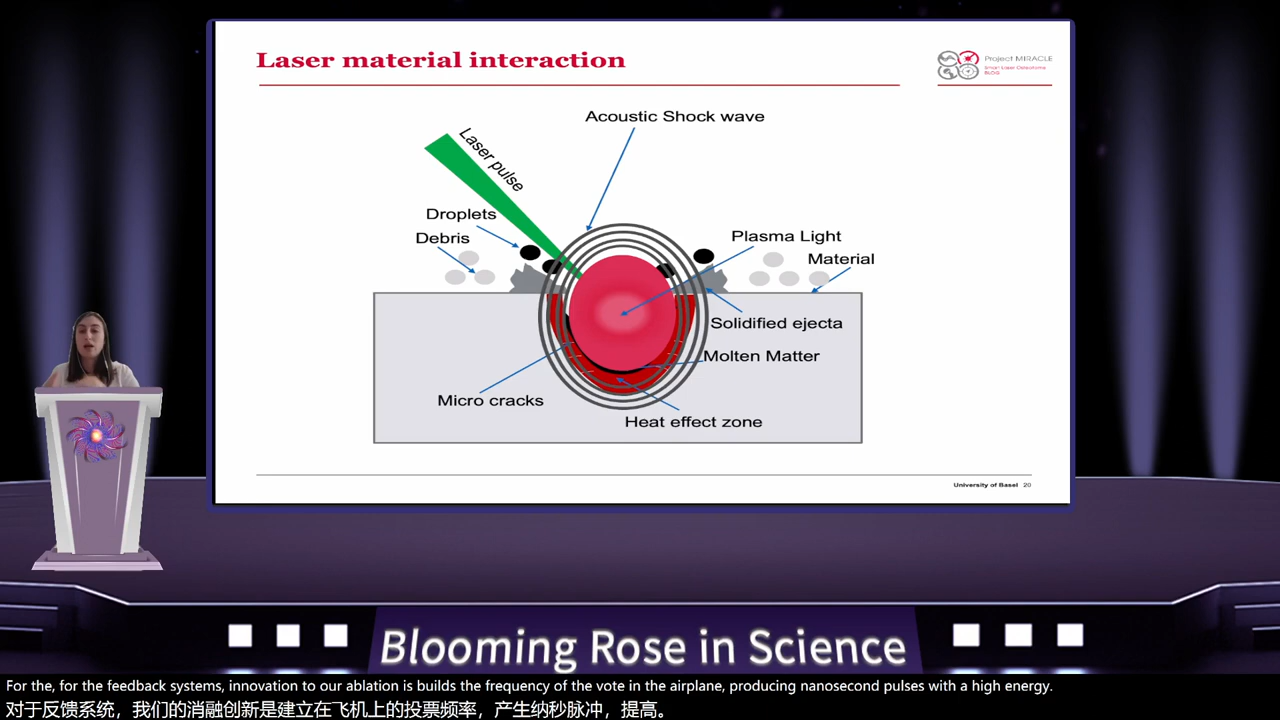 Laser material interaction
Project MIRACLE
Smart Laser Osteotome
BLOG
Acoustic Shock wave
Laser pulse
Droplets
Debris
Plasma Light
Material
Solidified ejecta
Molten Matter
Micro cracks
Heat effect zone
University of Basel 20
Blooming Rose in Science
For the, for the feedback systems, innovation to our ablation is builds the frequency of the vote in the airplane, producing nanosecond pulses with a high energy.
对于反馈系统，我们的消融创新是建立在飞机上的投票频率，产生纳秒脉冲，提高。